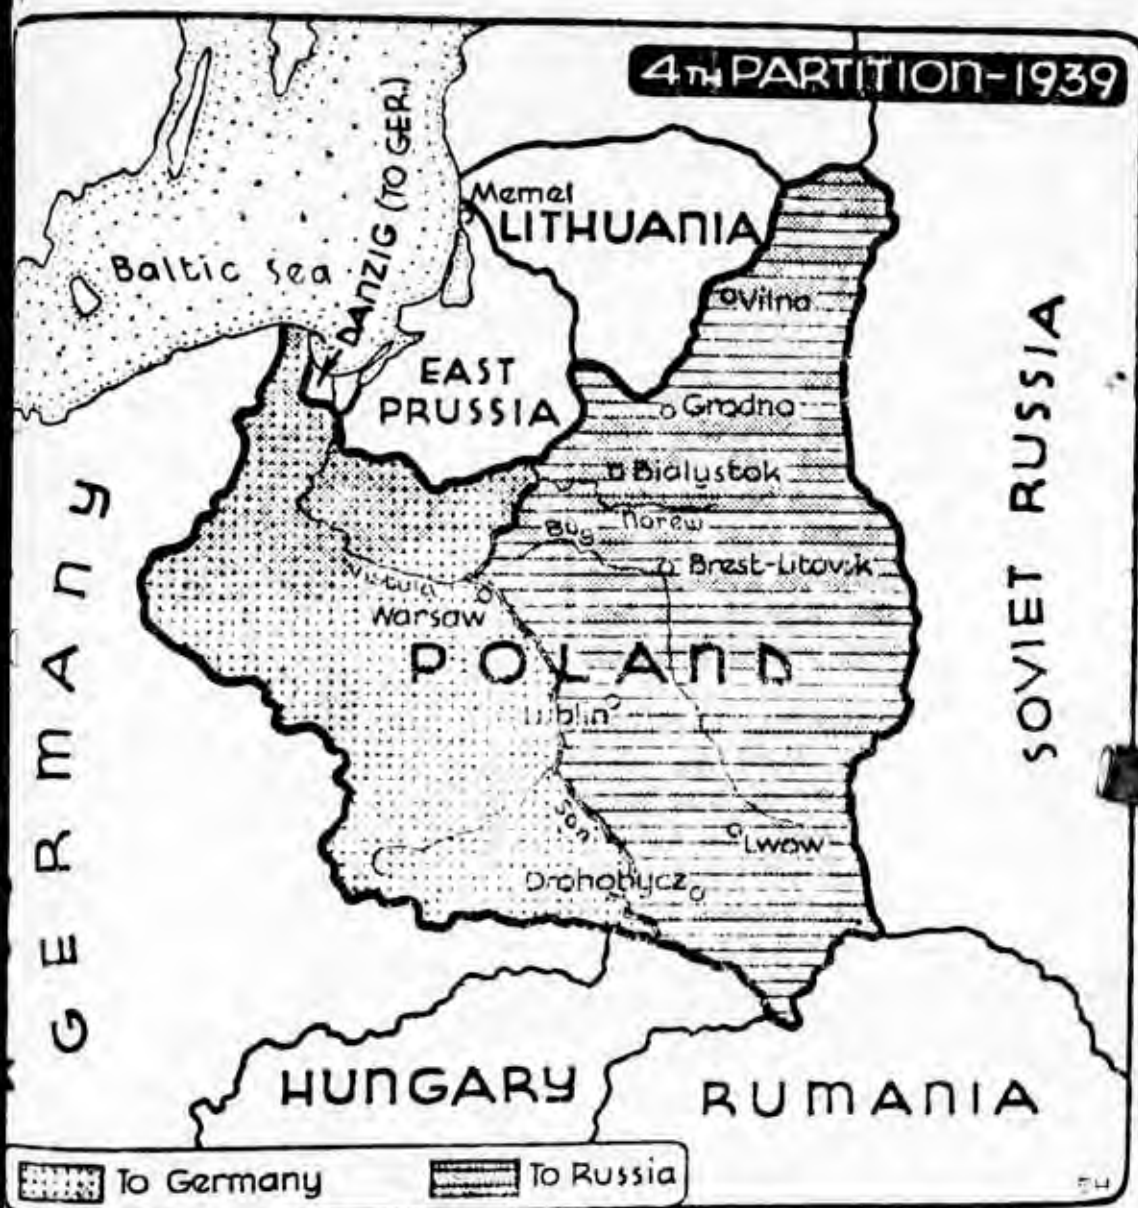 4TH PARTITION-1939
DANZIG (TO GER.)
Memel
LITHUANIA
Baltic Sea
Vilna
EAST
PRUSSIA
Grodno
Bialystok
Narew
Bug
Brest-Litovsk
Vistula
Warsaw
POLAND
Lublin
San
Lwow
Drohobycz
GERMANY
SOVIET RUSSIA
HUNGARY
RUMANIA
To Germany
To Russia